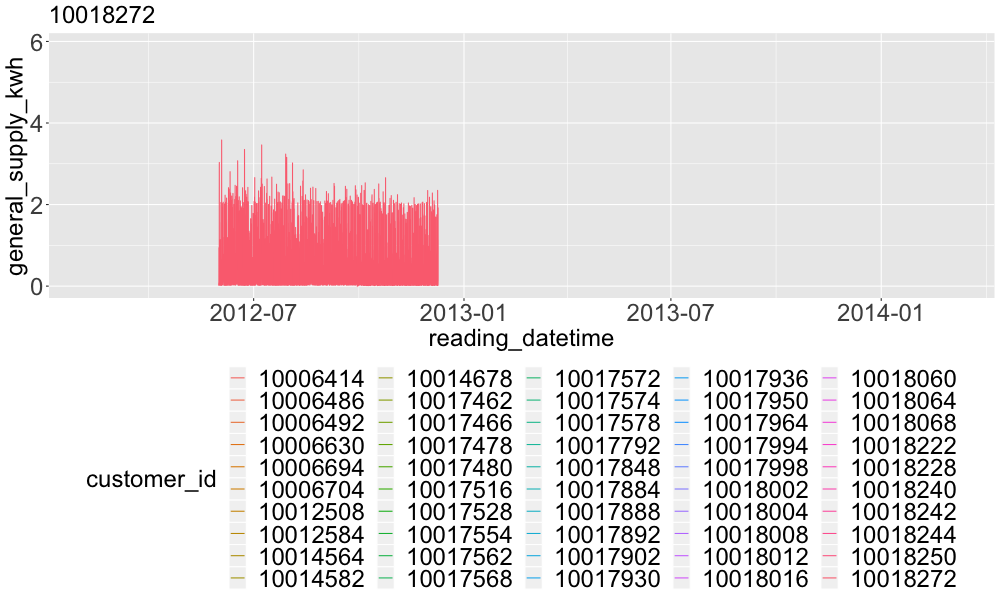 10018272
general_supply_kwh
6
4
2
0
2012-07 2013-01 2013-07 2014-01
reading_datetime
customer_id
10006414 10014678 10017572 10017936 10018060
10006486 10017462 10017574 10017950 10018064
10006492 10017466 10017578 10017964 10018068
10006630 10017478 10017792 10017994 10018222
10006694 10017480 10017848 10017998 10018228
10006704 10017516 10017884 10018002 10018240
10012508 10017528 10017888 10018004 10018242
10012584 10017554 10017892 10018008 10018244
10014564 10017562 10017902 10018012 10018250
10014582 10017568 10017930 10018016 10018272